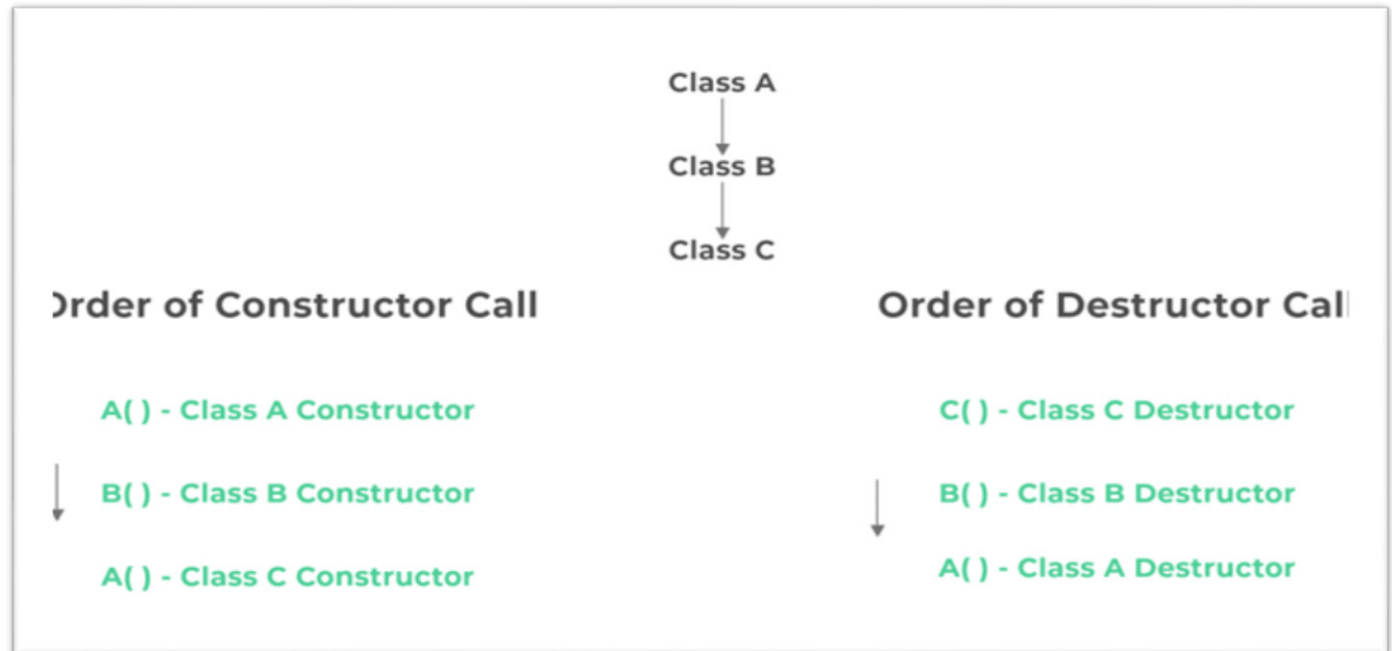 Class A
Class B
Class C
Order of Constructor Call
A( ) - Class A Constructor
B( ) - Class B Constructor
A( ) - Class C Constructor
Order of Destructor Call
C( ) - Class C Destructor
B( ) - Class B Destructor
A( ) - Class A Destructor